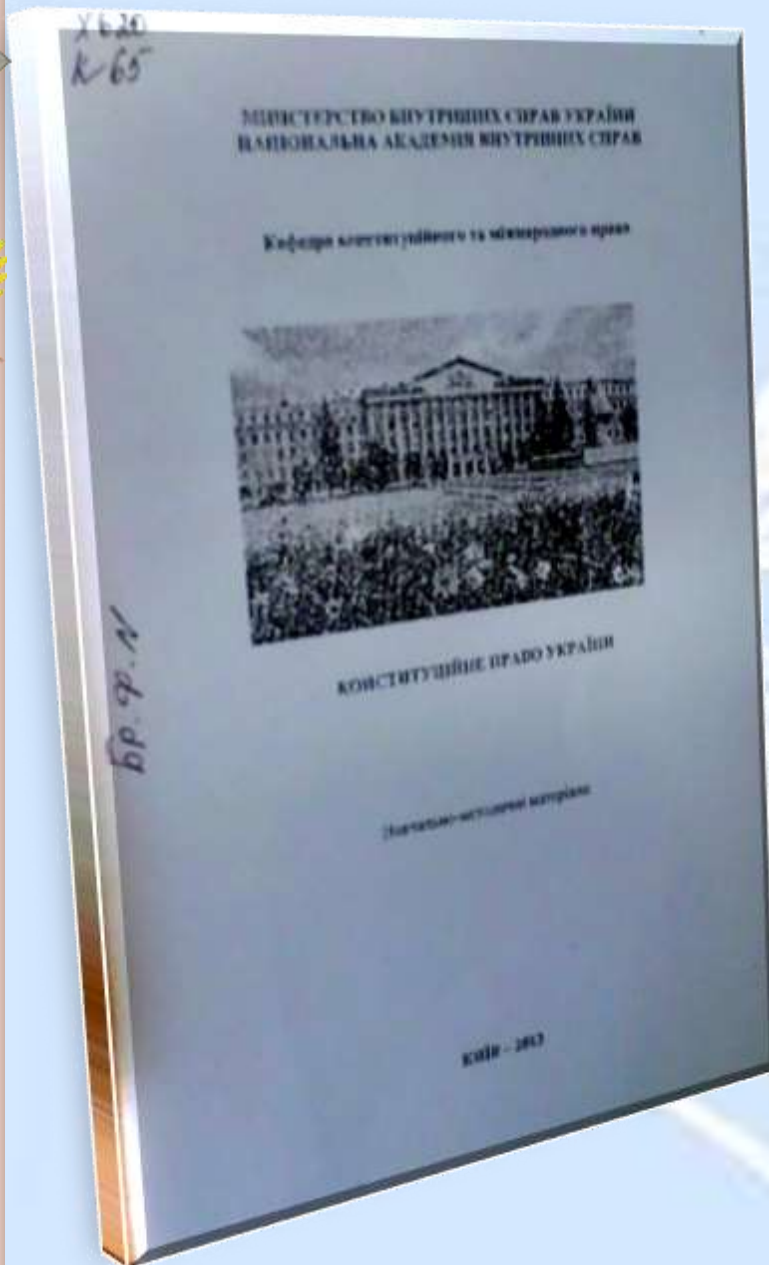 Х620
К-65
МІНІСТЕРСТВО ВНУТРІШНІХ СПРАВ УКРАЇНИ
НАЦІОНАЛЬНА АКАДЕМІЯ ВНУТРІШНІХ СПРАВ
Кафедра конституційного та міжнародного права
КОНСТИТУЦІЙНЕ ПРАВО УКРАЇНИ
Навчально-методичні матеріали
Київ – 2013